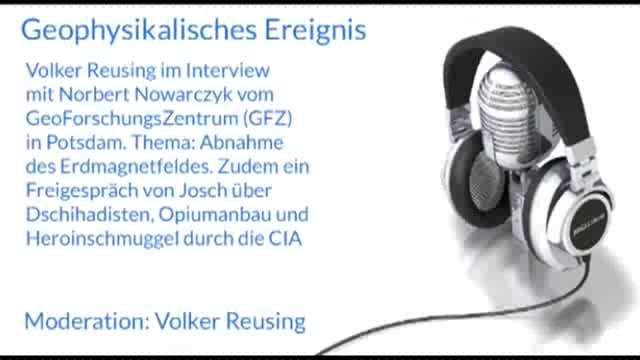 Geophysikalisches Ereignis
Volker Reusing im Interview
mit Norbert Nowarczyk vom
GeoForschungsZentrum (GFZ)
in Potsdam. Thema: Abnahme
des Erdmagnetfeldes. Zudem ein
Freigespräch von Josch über
Dschihadisten, Opiumanbau und
Heroinschmuggel durch die CIA
Moderation: Volker Reusing